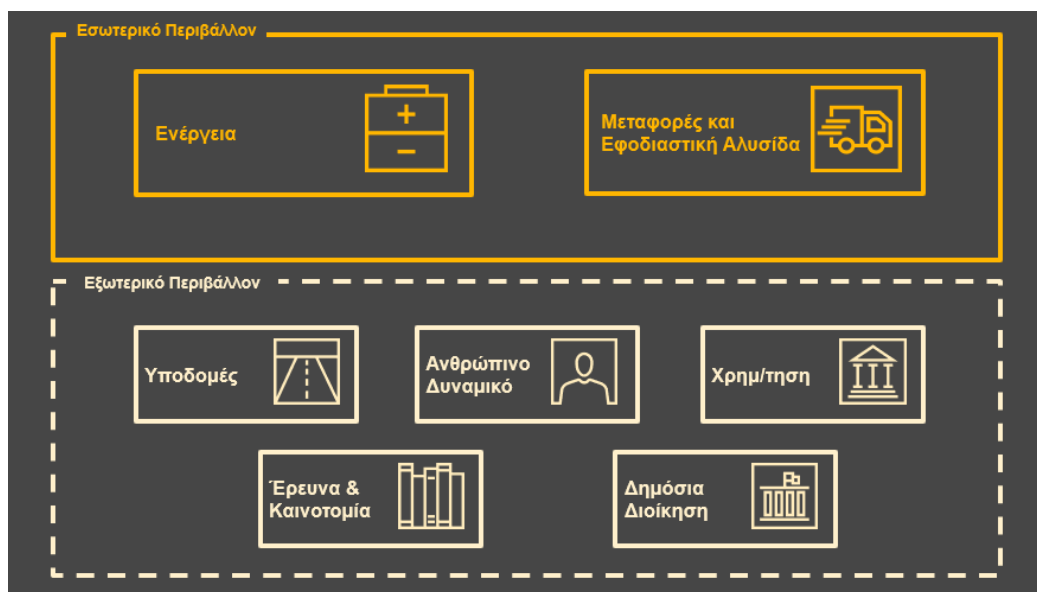 Εσωτερικό Περιβάλλον
Ενέργεια
Μεταφορές και
Εφοδιαστική Αλυσίδα
Εξωτερικό Περιβάλλον
Υποδομές
Ανθρώπινο
Δυναμικό
Χρημ/τηση
Έρευνα &
Καινοτομία
Δημόσια
Διοίκηση